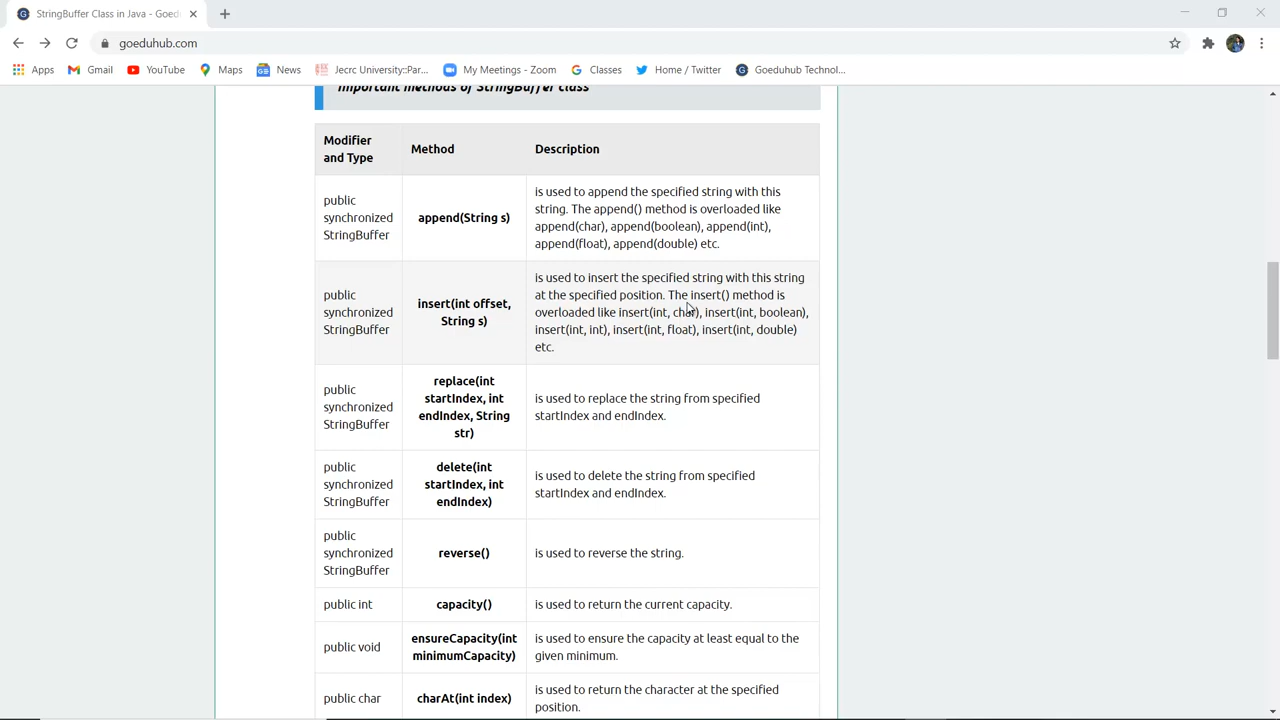 StringBuffer Class in Java - Goed
goeduhub.com
Apps
Gmail
YouTube
Maps
News
Jecrc University::Par...
My Meetings - Zoom
Classes
Home / Twitter
Goeduhub Technol...
Important methods of StringBuffer class
Modifier
and Type
Method
Description
public
synchronized
StringBuffer
append(String s)
is used to append the specified string with this
string. The append() method is overloaded like
append(char), append(boolean), append(int),
append(float), append(double) etc.
public
synchronized
StringBuffer
insert(int offset,
String s)
is used to insert the specified string with this string
at the specified position. The insert() method is
overloaded like insert(int, char), insert(int, boolean),
insert(int, int), insert(int, float), insert(int, double)
etc.
public
synchronized
StringBuffer
replace(int
startIndex, int
endIndex, String
str)
is used to replace the string from specified
startIndex and endIndex.
public
synchronized
StringBuffer
delete(int
startIndex, int
endIndex)
is used to delete the string from specified
startIndex and endIndex.
public
synchronized
StringBuffer
reverse()
is used to reverse the string.
public int
capacity()
is used to return the current capacity.
public void
ensureCapacity(int
minimumCapacity)
is used to ensure the capacity at least equal to the
given minimum.
public char
charAt(int index)
is used to return the character at the specified
position.